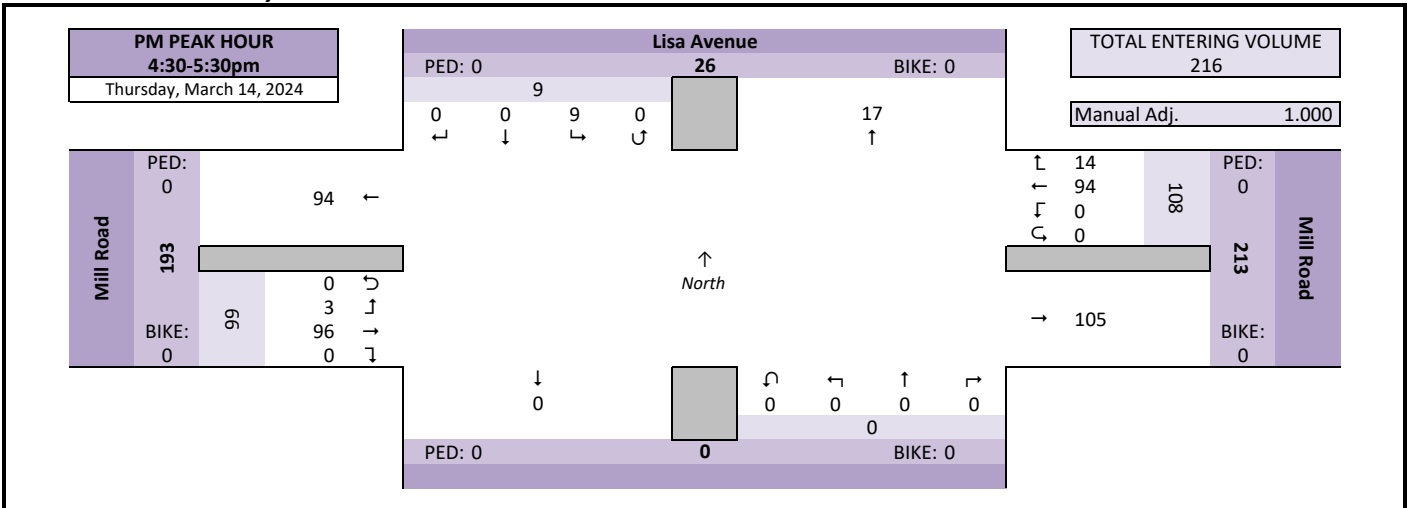 PM PEAK HOUR
4:30-5:30pm
Thursday, March 14, 2024
Lisa Avenue
PED: 0 26 BIKE: 0
9
0 0 9 0
↵ ↓ ↳ ↺
17
↑
TOTAL ENTERING VOLUME
216
Manual Adj. 1.000
Mill Road
PED:
0
193
BIKE:
0
94 ←
99
0
3
96 →
0
↑
North
14
← 94
0
0
108
PED:
0
213
BIKE:
0
Mill Road
→ 105
↓
0
↑
0 0 0 0
0
PED: 0 0 BIKE: 0